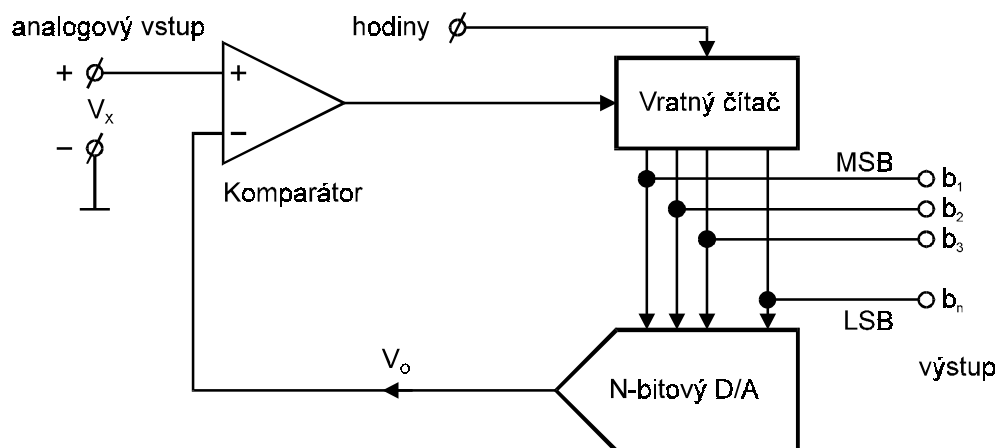 analogový vstup
hodiny
+
+
Vratný čítač
Vx
–
–
MSB
b1
Komparátor
b2
b3
bn
LSB
Vo
výstup
N-bitový D/A